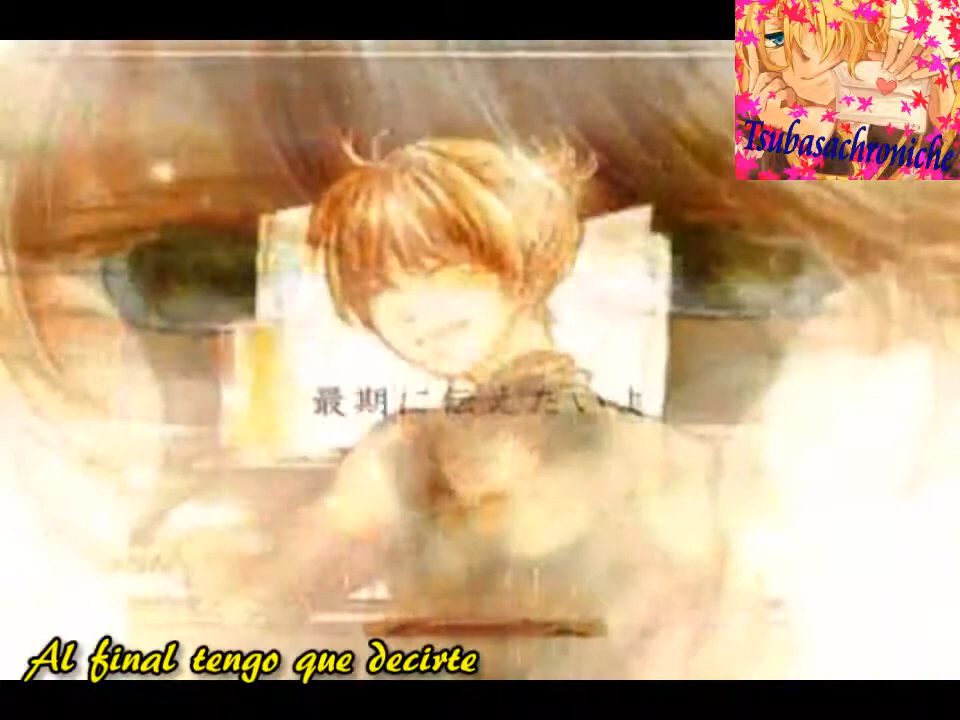 Tsubasachroniche
最期に伝えたいよ
Al final tengo que decirte